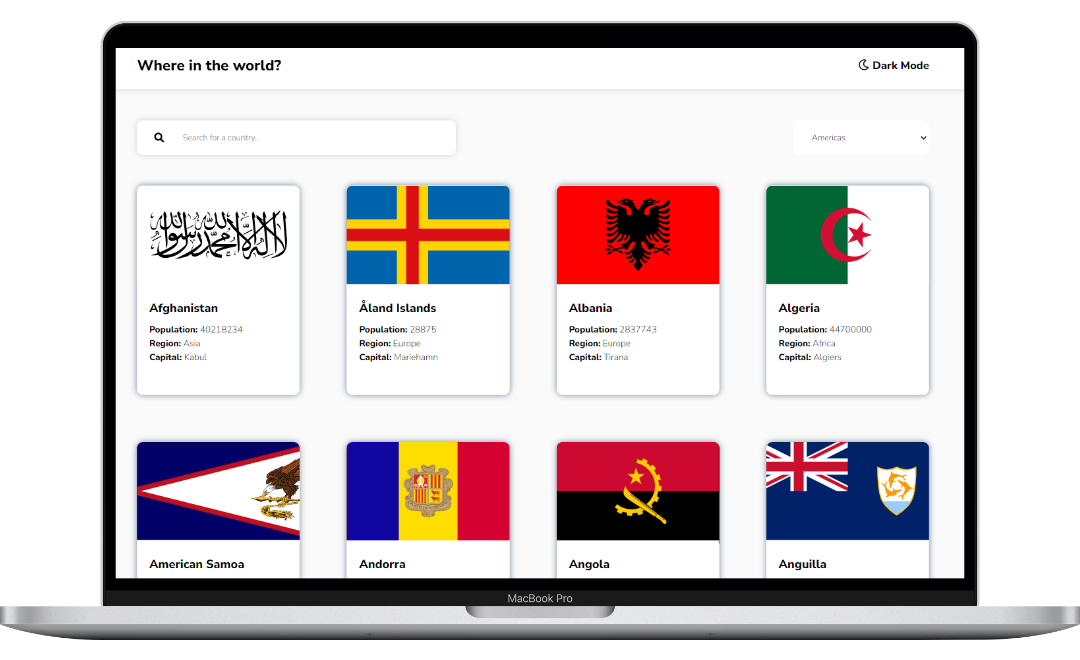 Where in the world?
Dark Mode
Search for a country...
Americas
لا إله إلا الله محمد رسول الله
Afghanistan
Population: 40218234
Region: Asia
Capital: Kabul
Åland Islands
Population: 28875
Region: Europe
Capital: Mariehamn
Albania
Population: 2837743
Region: Europe
Capital: Tirana
Algeria
Population: 44700000
Region: Africa
Capital: Algiers
American Samoa
Andorra
Angola
Anguilla
MacBook Pro